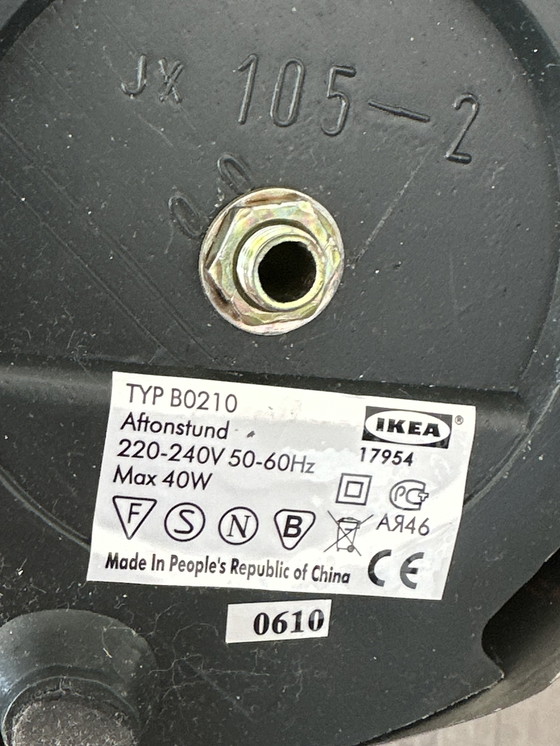 JX 105-2
TYP B0210
Aftonstund
IKEA®
220-240V 50-60Hz
17954
Max 40W
F S N B
АЯ46
Made In People's Republic of China
CE
0610